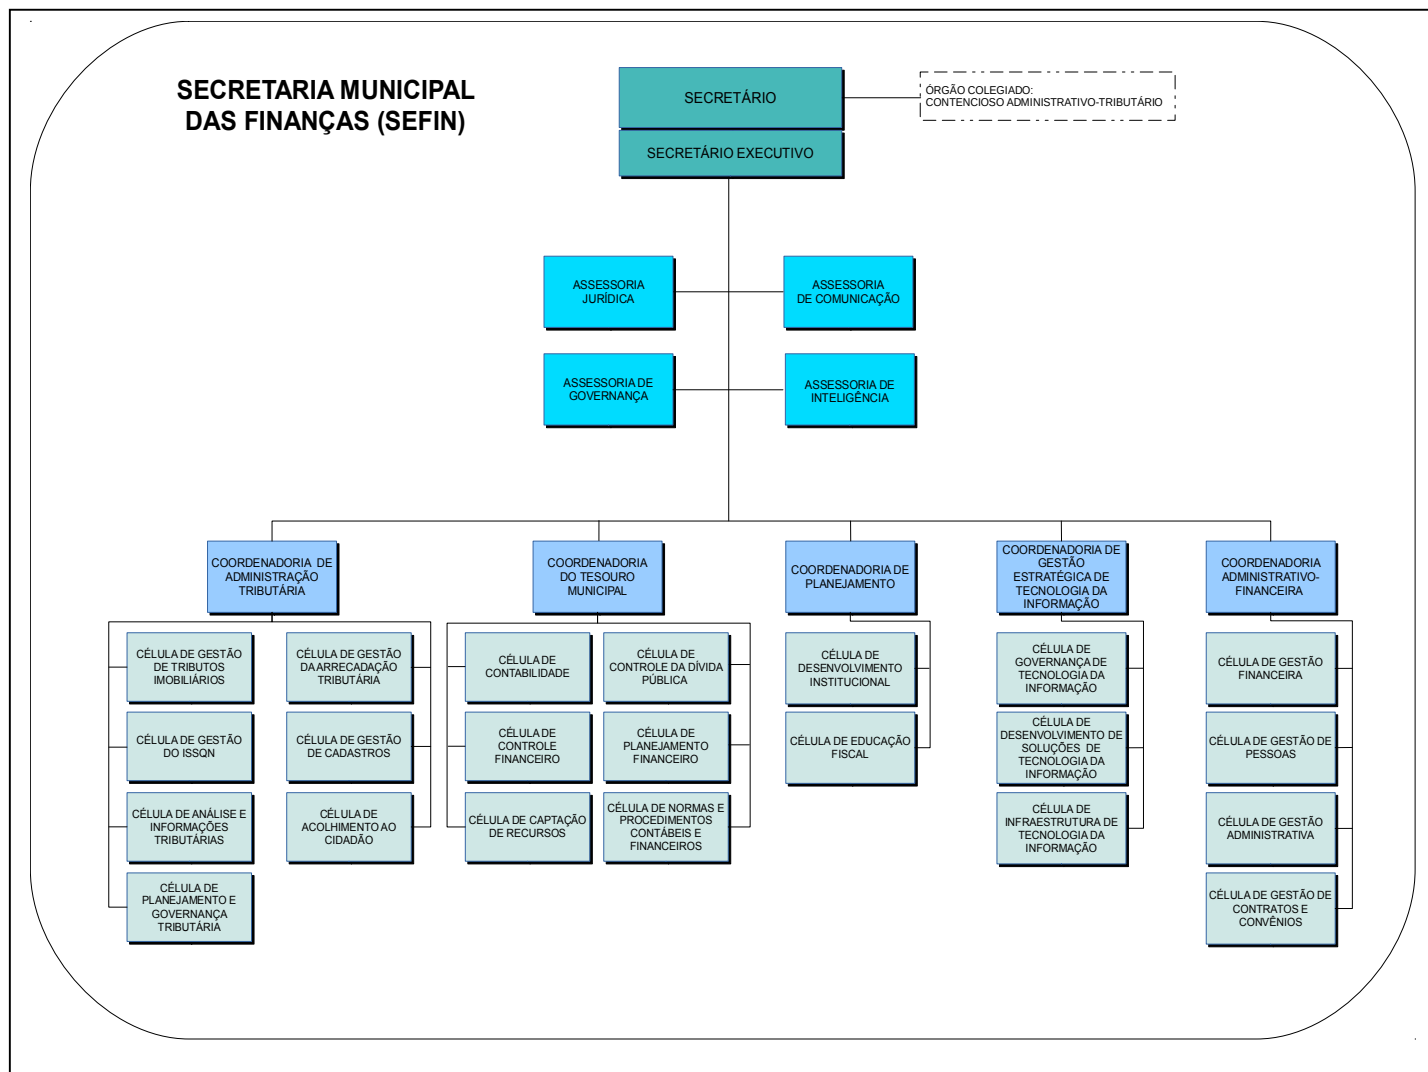 SECRETARIA MUNICIPAL
DAS FINANÇAS (SEFIN)
SECRETÁRIO
ÓRGÃO COLEGIADO:
CONTENCIOSO ADMINISTRATIVO-TRIBUTÁRIO
SECRETÁRIO EXECUTIVO
ASSESSORIA
JURÍDICA
ASSESSORIA
DE COMUNICAÇÃO
ASSESSORIA DE
GOVERNANÇA
ASSESSORIA DE
INTELIGÊNCIA
COORDENADORIA DE
ADMINISTRAÇÃO
TRIBUTÁRIA
COORDENADORIA
DO TESOURO
MUNICIPAL
COORDENADORIA DE
PLANEJAMENTO
COORDENADORIA DE
GESTÃO
ESTRATÉGICA DE
TECNOLOGIA DA
INFORMAÇÃO
COORDENADORIA
ADMINISTRATIVO-
FINANCEIRA
CÉLULA DE GESTÃO
DE TRIBUTOS
IMOBILIÁRIOS
CÉLULA DE GESTÃO
DA ARRECADAÇÃO
TRIBUTÁRIA
CÉLULA DE
CONTABILIDADE
CÉLULA DE
CONTROLE DA DÍVIDA
PÚBLICA
CÉLULA DE
DESENVOLVIMENTO
INSTITUCIONAL
CÉLULA DE
GOVERNANÇA DE
TECNOLOGIA DA
INFORMAÇÃO
CÉLULA DE GESTÃO
FINANCEIRA
CÉLULA DE GESTÃO
DO ISSQN
CÉLULA DE GESTÃO
DE CADASTROS
CÉLULA DE
CONTROLE
FINANCEIRO
CÉLULA DE
PLANEJAMENTO
FINANCEIRO
CÉLULA DE EDUCAÇÃO
FISCAL
CÉLULA DE
DESENVOLVIMENTO DE
SOLUÇÕES DE
TECNOLOGIA DA
INFORMAÇÃO
CÉLULA DE GESTÃO DE
PESSOAS
CÉLULA DE ANÁLISE E
INFORMAÇÕES
TRIBUTÁRIAS
CÉLULA DE
ACOLHIMENTO AO
CIDADÃO
CÉLULA DE CAPTAÇÃO
DE RECURSOS
CÉLULA DE NORMAS E
PROCEDIMENTOS
CONTÁBEIS E
FINANCEIROS
CÉLULA DE
INFRAESTRUTURA DE
TECNOLOGIA DA
INFORMAÇÃO
CÉLULA DE GESTÃO
ADMINISTRATIVA
CÉLULA DE
PLANEJAMENTO E
GOVERNANÇA
TRIBUTÁRIA
CÉLULA DE GESTÃO DE
CONTRATOS E
CONVÊNIOS